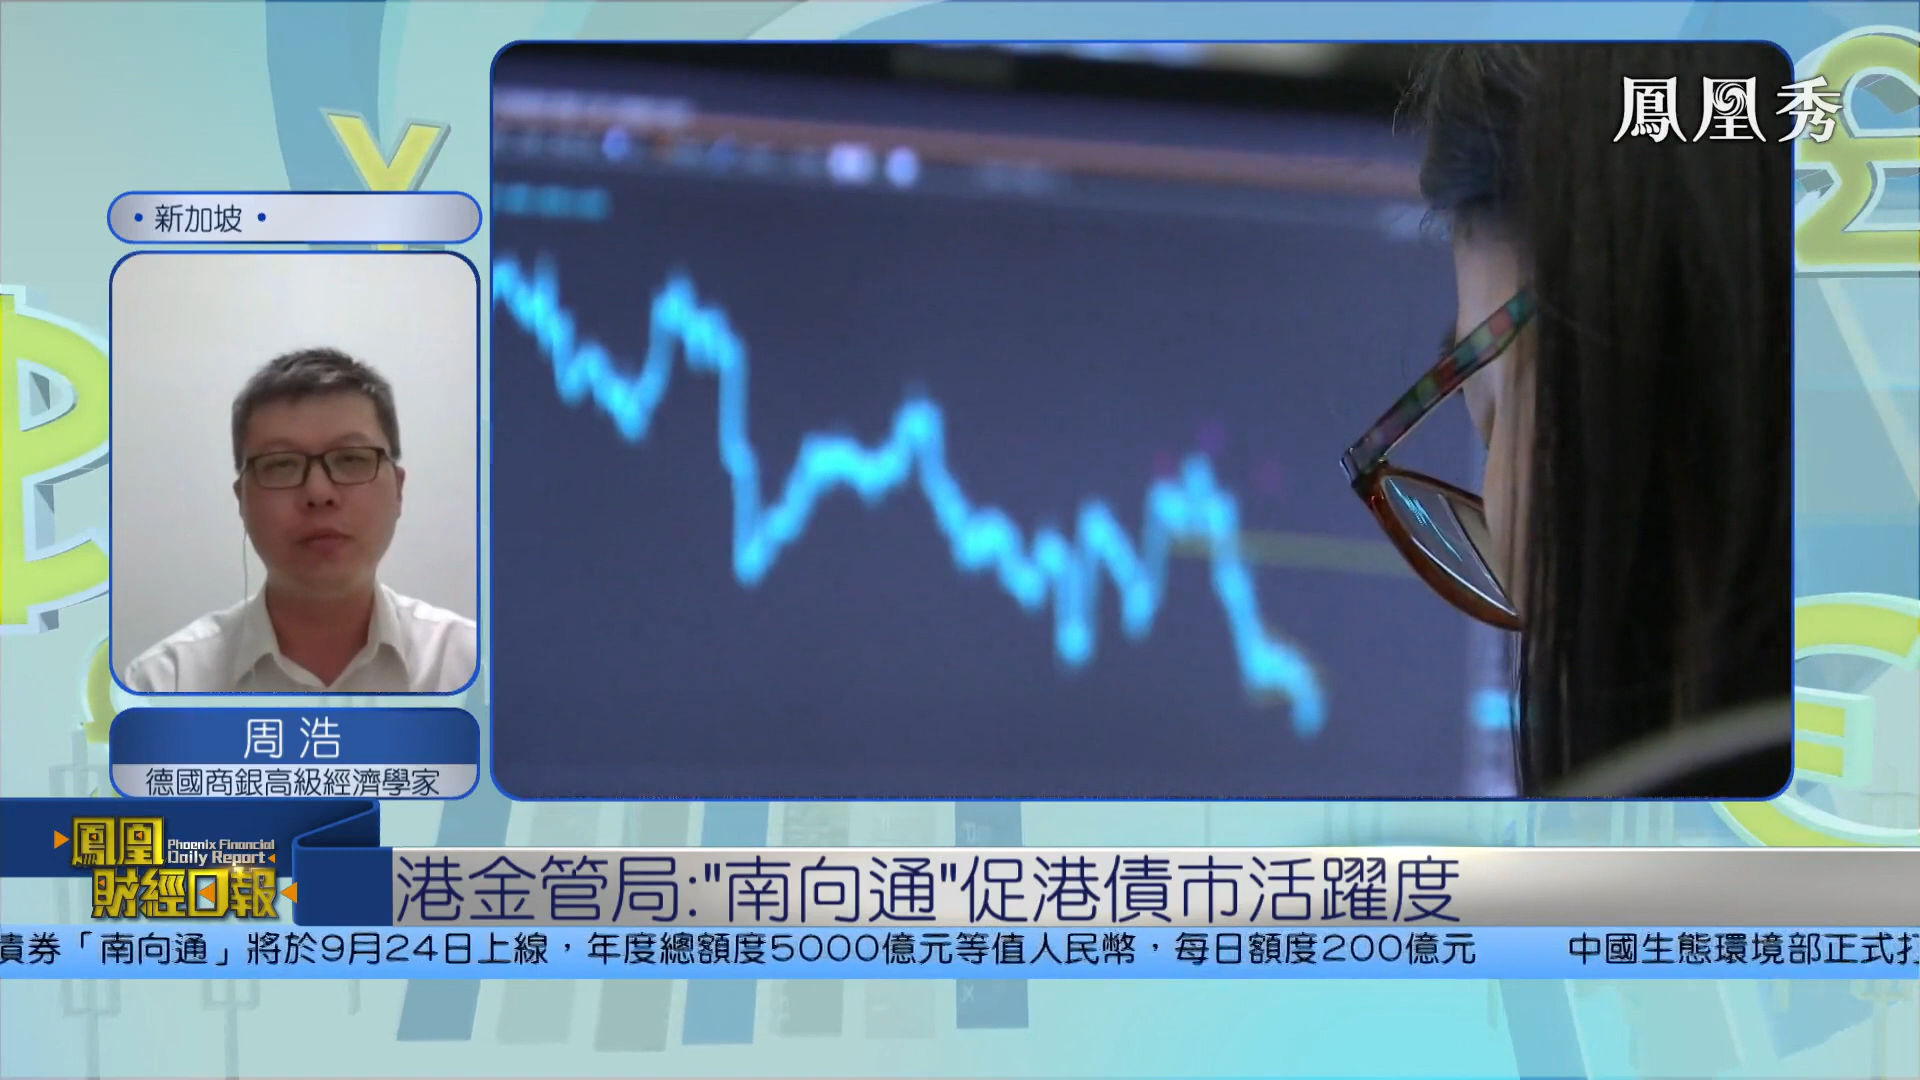 鳳凰秀
• 新加坡 •
周浩
德國商銀高級經濟學家
鳳凰
Phoenix Financial
Daily Report
財經日報
港金管局:"南向通"促港債市活躍度
債券「南向通」將於9月24日上線，年度總額度5000億元等值人民幣，每日額度200億元 中國生態環境部正式打